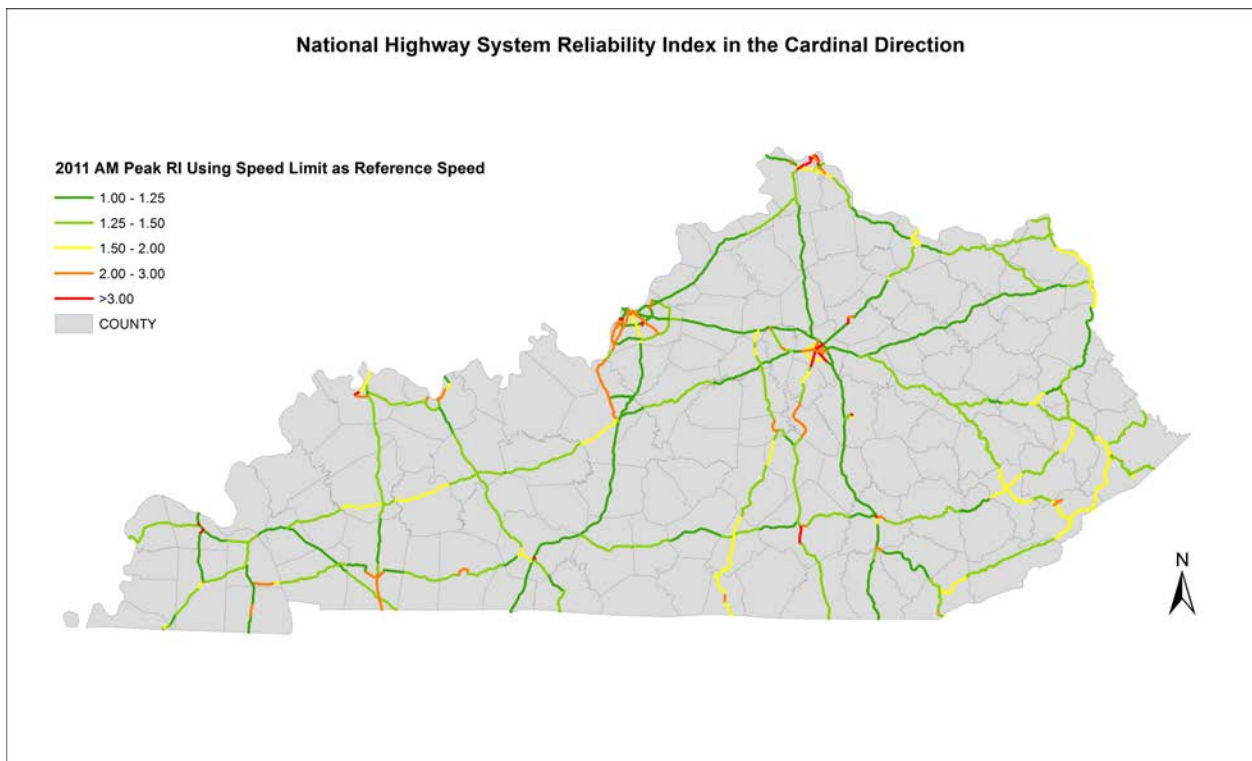 National Highway System Reliability Index in the Cardinal Direction
2011 AM Peak RI Using Speed Limit as Reference Speed
1.00 - 1.25
1.25 - 1.50
1.50 - 2.00
2.00 - 3.00
>3.00
COUNTY
N